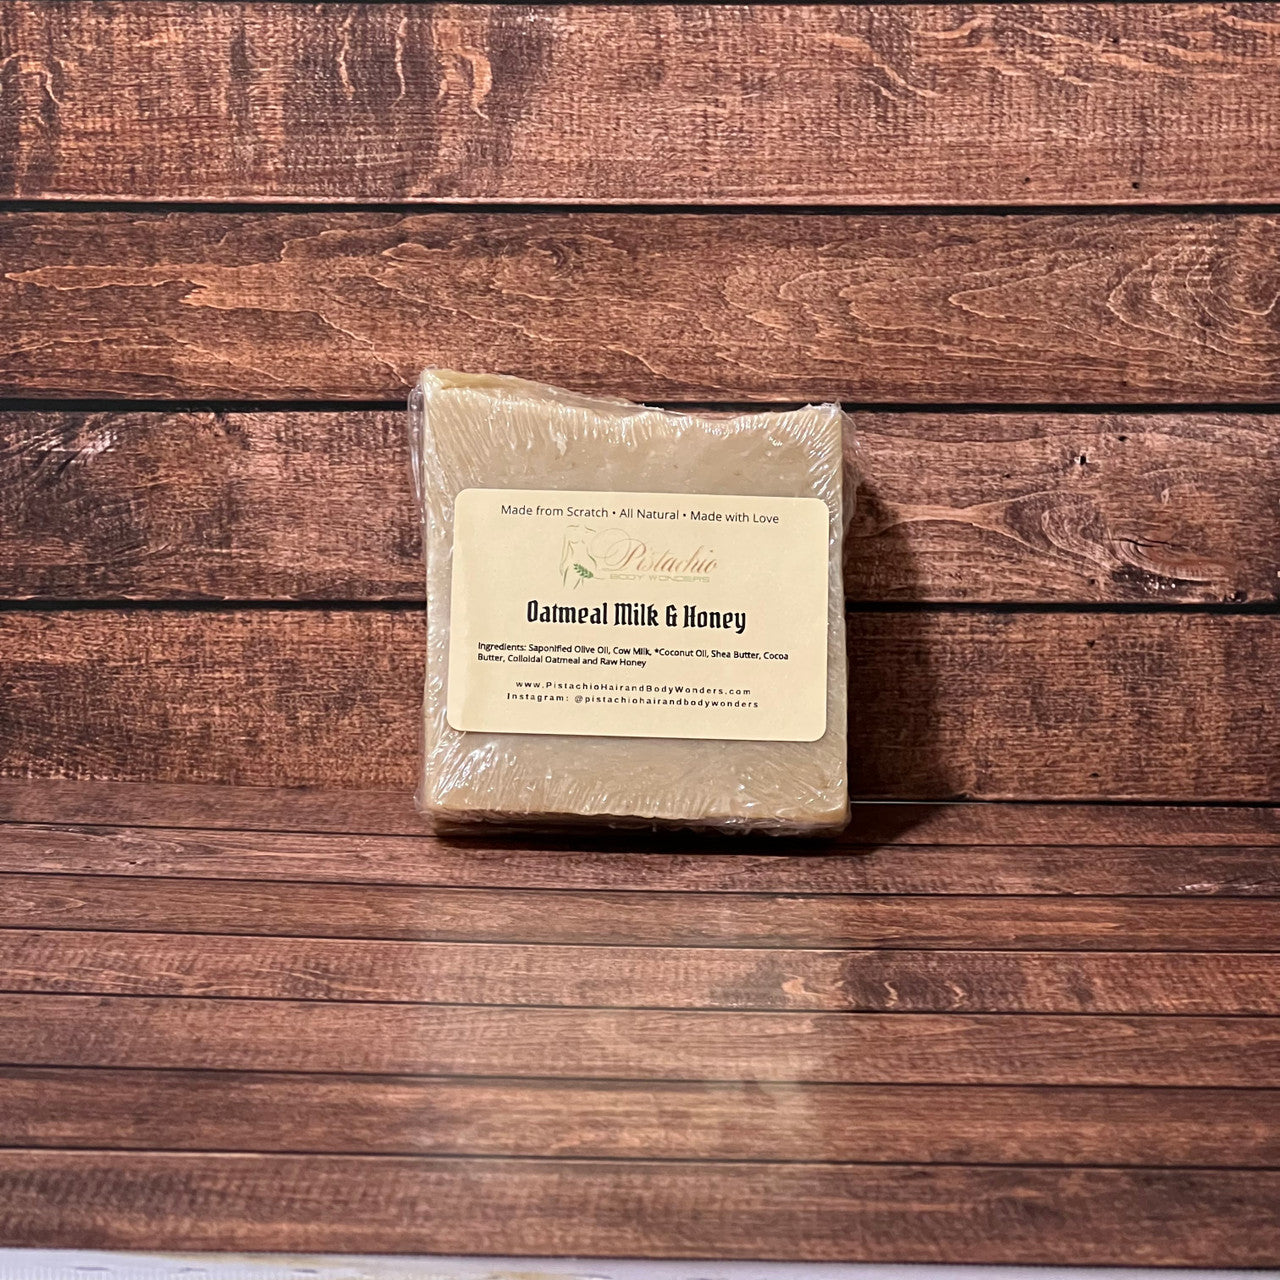 Made from Scratch • All Natural • Made with Love
Pistachio
BODY WONDERS
Oatmeal Milk & Honey
Ingredients: Saponified Olive Oil, Cow Milk, *Coconut Oil, Shea Butter, Cocoa
Butter, Colloidal Oatmeal and Raw Honey
www.PistachioHairandBodyWonders.com
Instagram: @pistachiohairandbodywonders